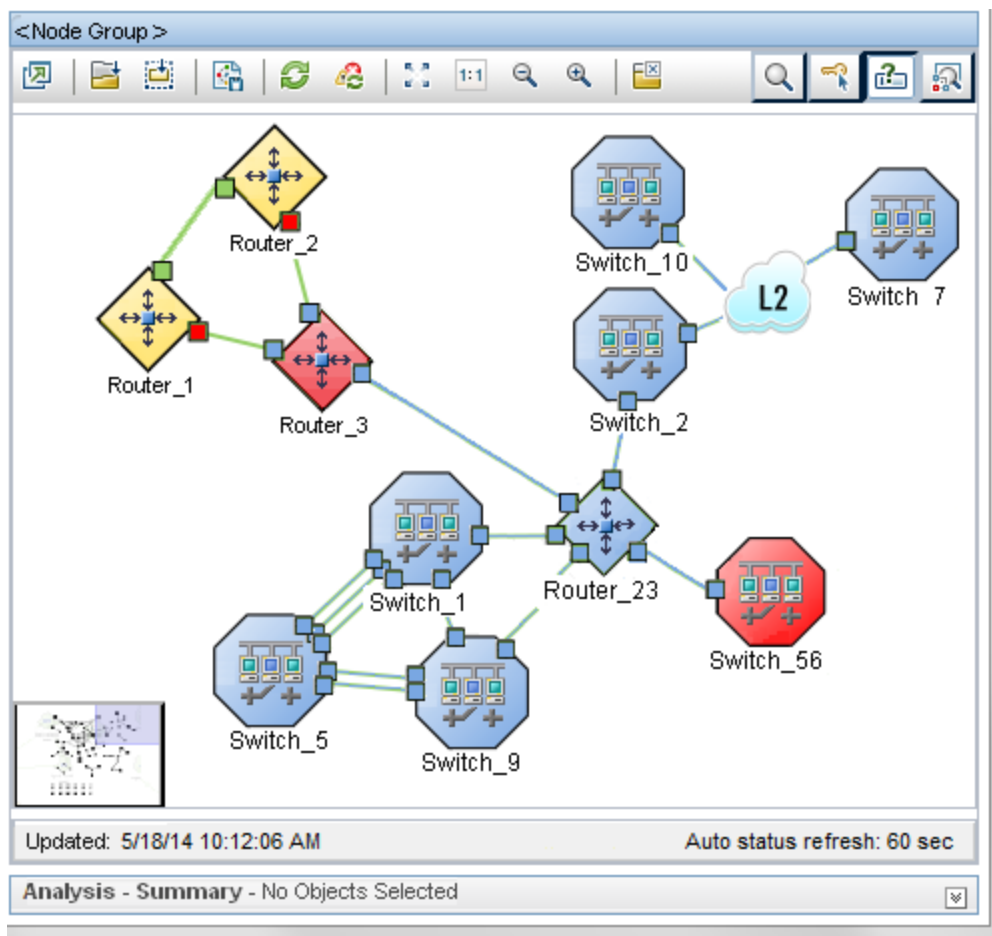 <Node Group>
1:1
Router_2
Switch_10
Switch 7
L2
Router_1
Router_3
Switch_2
Switch_1
Router_23
Switch_56
Switch_5
Switch_9
Updated: 5/18/14 10:12:06 AM
Auto status refresh: 60 sec
Analysis - Summary - No Objects Selected